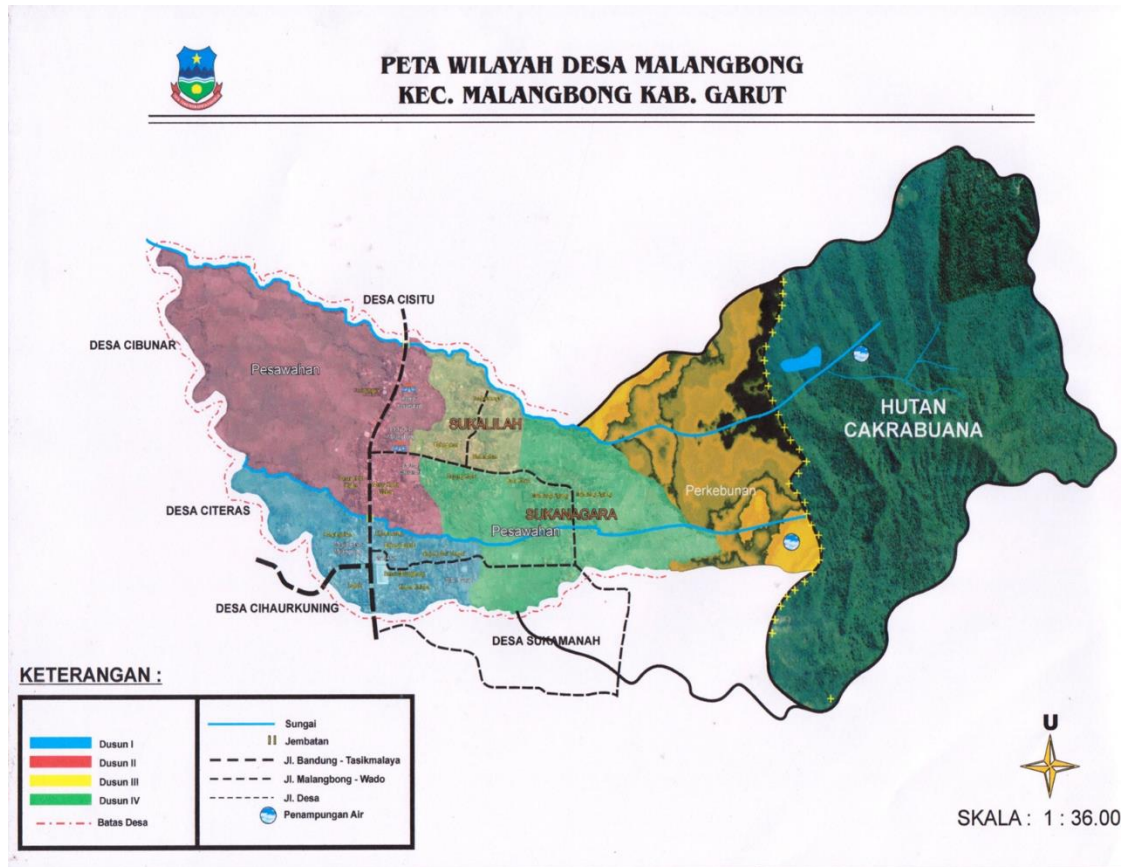 PETA WILAYAH DESA MALANGBONG
KEC. MALANGBONG KAB. GARUT
DESA CISITU
DESA CIBUNAR
Pesawahan
SUKALILAH
HUTAN
CAKRABUANA
Perkebunan
DESA CITERAS
SUKANAGARA
Pesawahan
DESA CIHAURKUNING
DESA SUKAMANAH
KETERANGAN :
Dusun I
Dusun II
Dusun III
Dusun IV
Batas Desa
Sungai
Jembatan
Jl. Bandung - Tasikmalaya
Jl. Malangbong - Wado
Jl. Desa
Penampungan Air
U
SKALA : 1 : 36.00